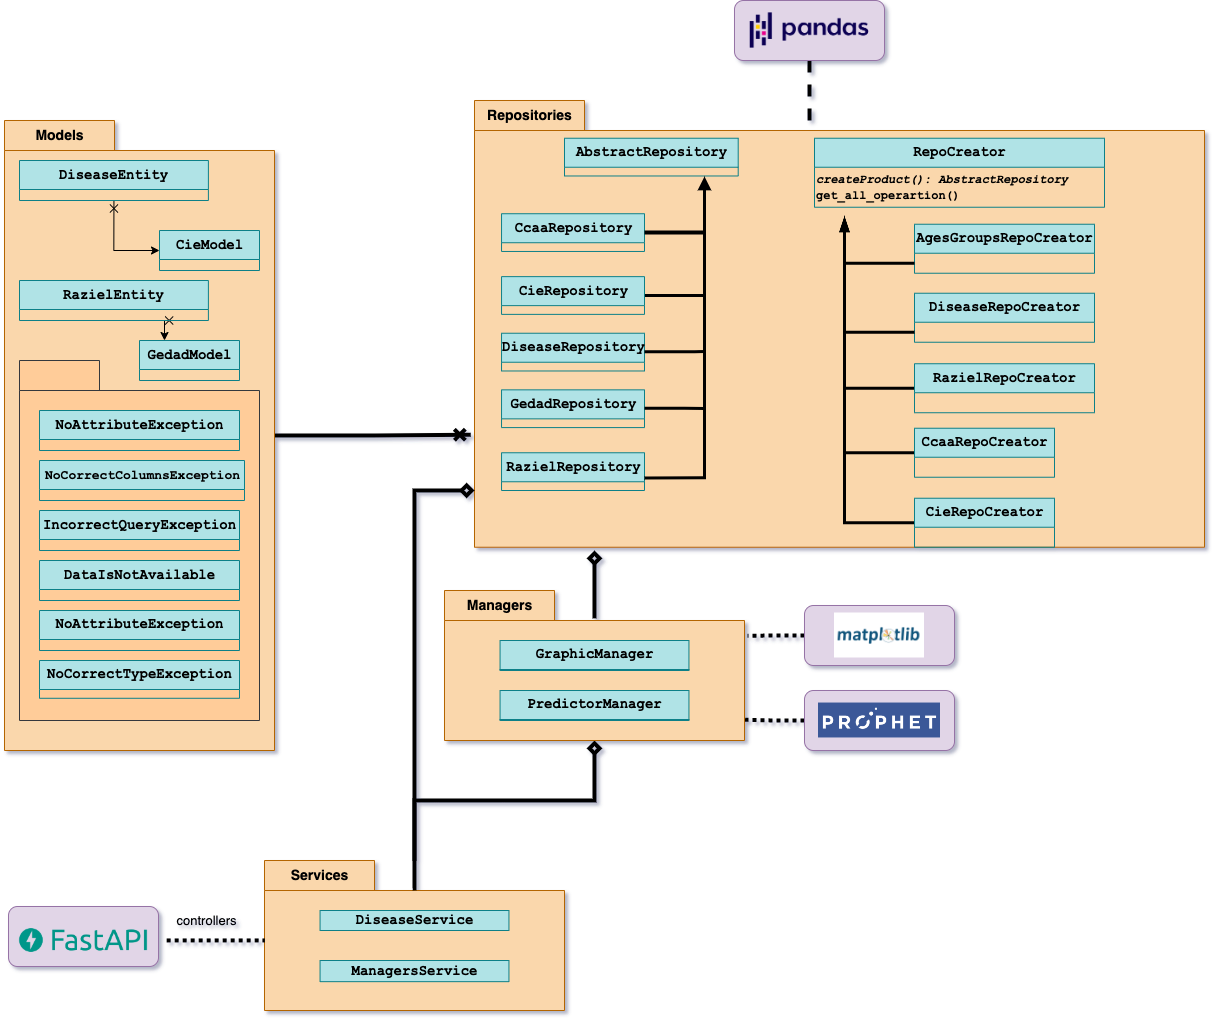 pandas
Repositories
AbstractRepository
RepoCreator
createProduct(): AbstractRepository
get_all_operartion()
CcaaRepository
CieRepository
DiseaseRepository
GedadRepository
RazielRepository
AgesGroupsRepoCreator
DiseaseRepoCreator
RazielRepoCreator
CcaaRepoCreator
CieRepoCreator
Models
DiseaseEntity
CieModel
RazielEntity
GedadModel
NoAttributeException
NoCorrectColumnsException
IncorrectQueryException
DataIsNotAvailable
NoAttributeException
NoCorrectTypeException
Managers
GraphicManager
PredictorManager
matplotlib
PROPHET
Services
DiseaseService
ManagersService
controllers
FastAPI